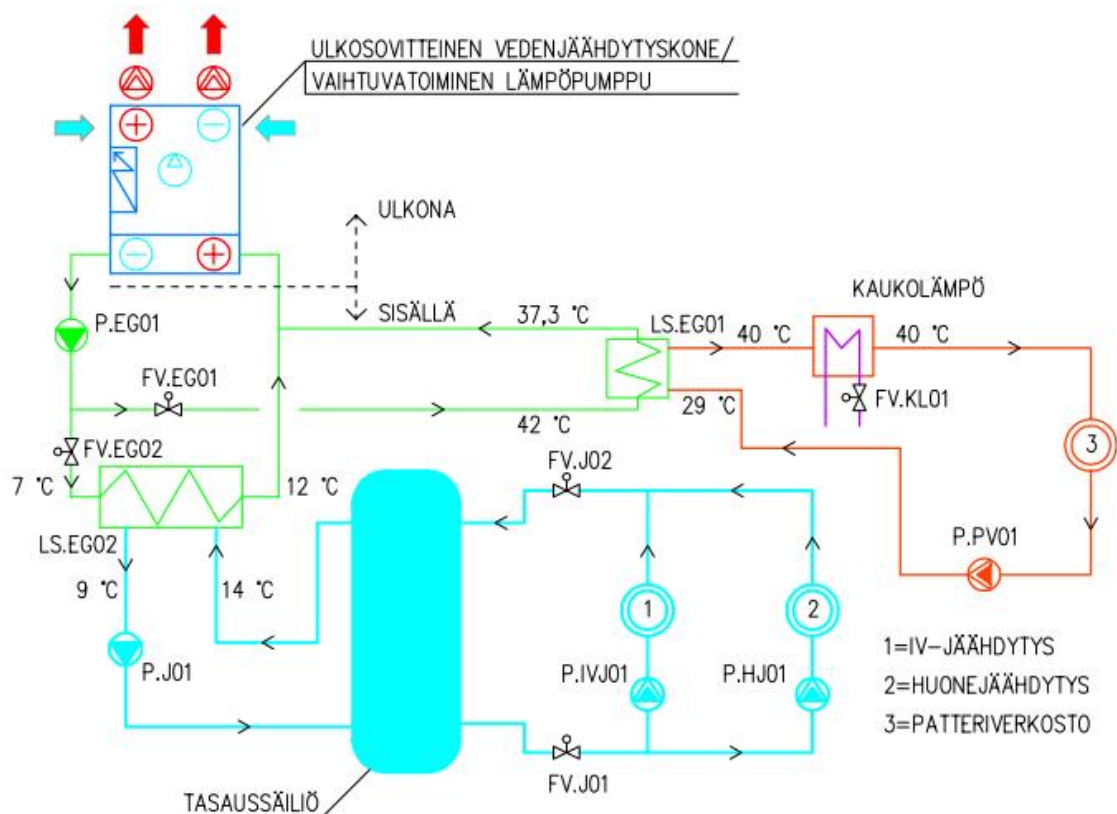 ULKOSOVITTEINEN VEDENJÄÄHDYTYSKONE/
VAIHTUVATOIMINEN LÄMPÖPUMPPU
ULKONA
SISÄLLÄ
P.EG01
FV.EG01
FV.EG02
37,3 °C
42 °C
LS.EG01
KAUKOLÄMPÖ
40 °C
40 °C
29 °C
FV.KL01
3
P.PV01
7 °C
12 °C
LS.EG02
9 °C
14 °C
P.J01
TASAUSSÄILIÖ
FV.J02
1
2
P.IVJ01
P.HJ01
FV.J01
1=IV-JÄÄHDYTYS
2=HUONEJÄÄHDYTYS
3=PATTERIVERKOSTO